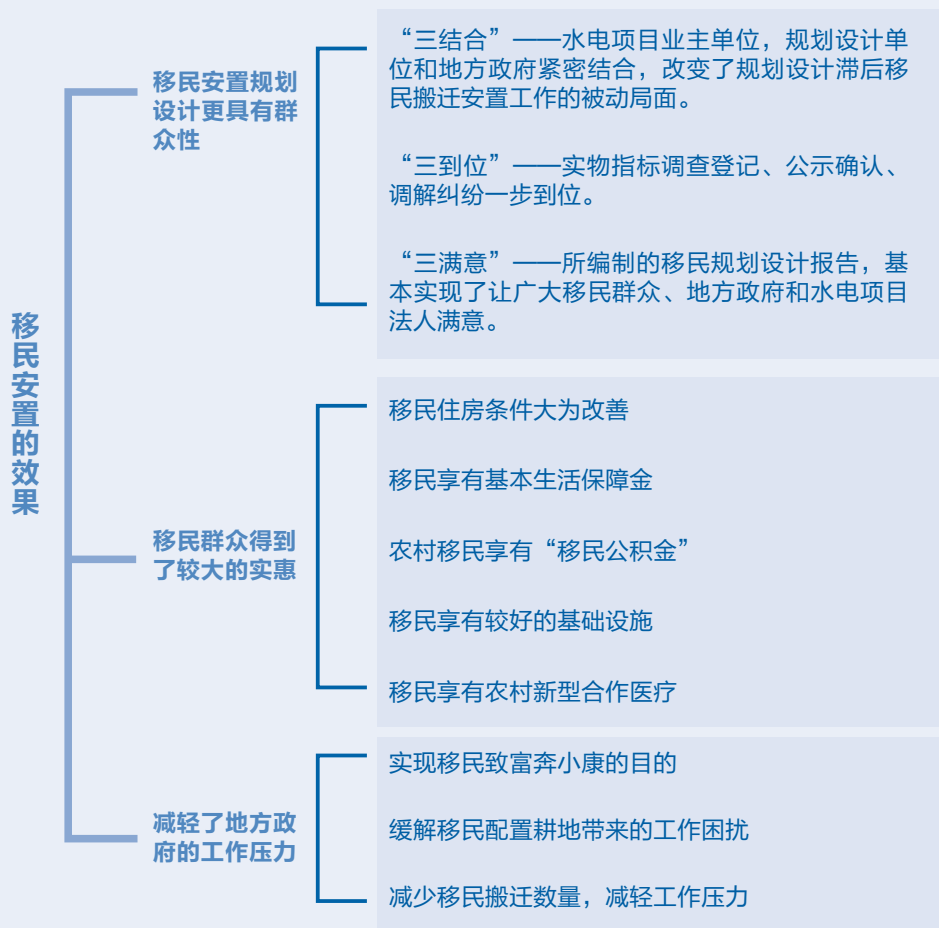 移民安置的效果
移民安置规划
设计更具有群
众性
“三结合”——水电项目业主单位，规划设计单
位和地方政府紧密结合，改变了规划设计滞后移
民搬迁安置工作的被动局面。
“三到位”——实物指标调查登记、公示确认、
调解纠纷一步到位。
“三满意”——所编制的移民规划设计报告，基
本实现了让广大移民群众、地方政府和水电项目
法人满意。
移民群众得到
了较大的实惠
移民住房条件大为改善
移民享有基本生活保障金
农村移民享有“移民公积金”
移民享有较好的基础设施
移民享有农村新型合作医疗
减轻了地方政
府的工作压力
实现移民致富奔小康的目的
缓解移民配置耕地带来的工作困扰
减少移民搬迁数量，减轻工作压力